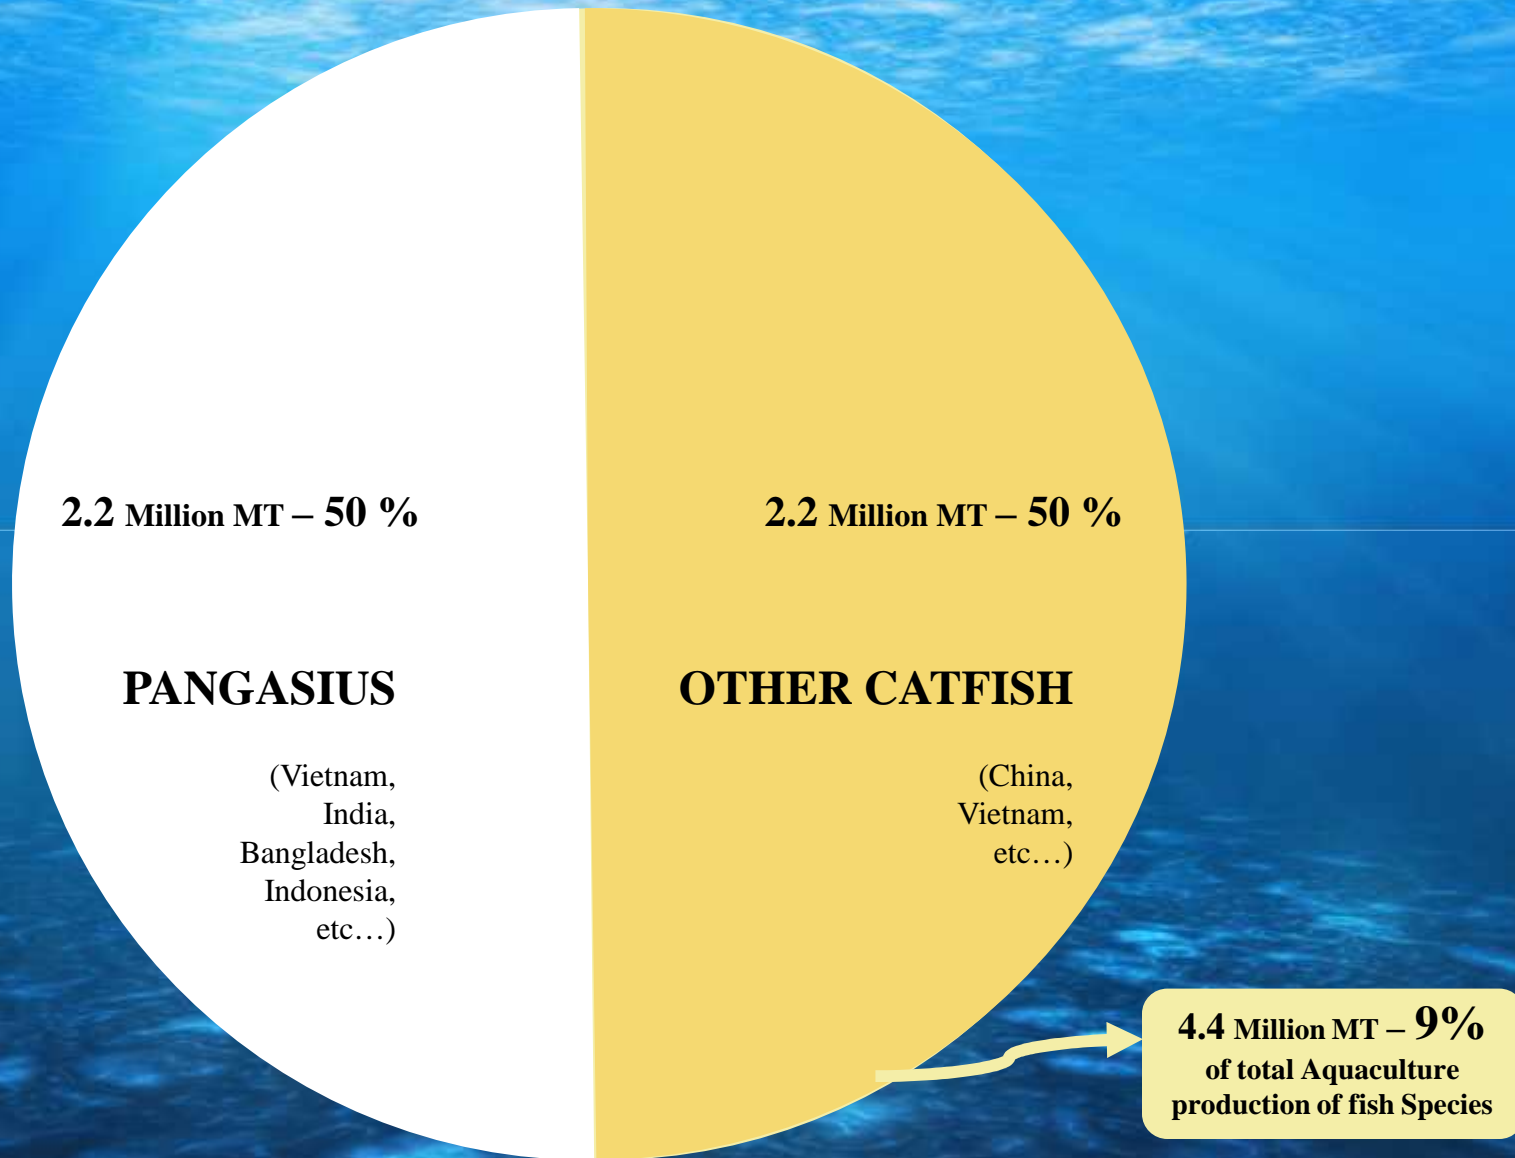 2.2 Million MT – 50 %
PANGASIUS
(Vietnam,
India,
Bangladesh,
Indonesia,
etc…)
2.2 Million MT – 50 %
OTHER CATFISH
(China,
Vietnam,
etc…)
4.4 Million MT – 9%
of total Aquaculture
production of fish Species